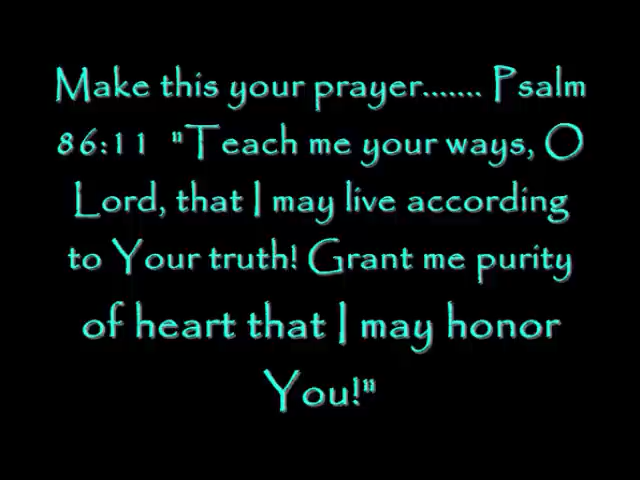 Make this your prayer....... Psalm
86:11 "Teach me your ways, O
Lord, that I may live according
to Your truth! Grant me purity
of heart that I may honor
You!"